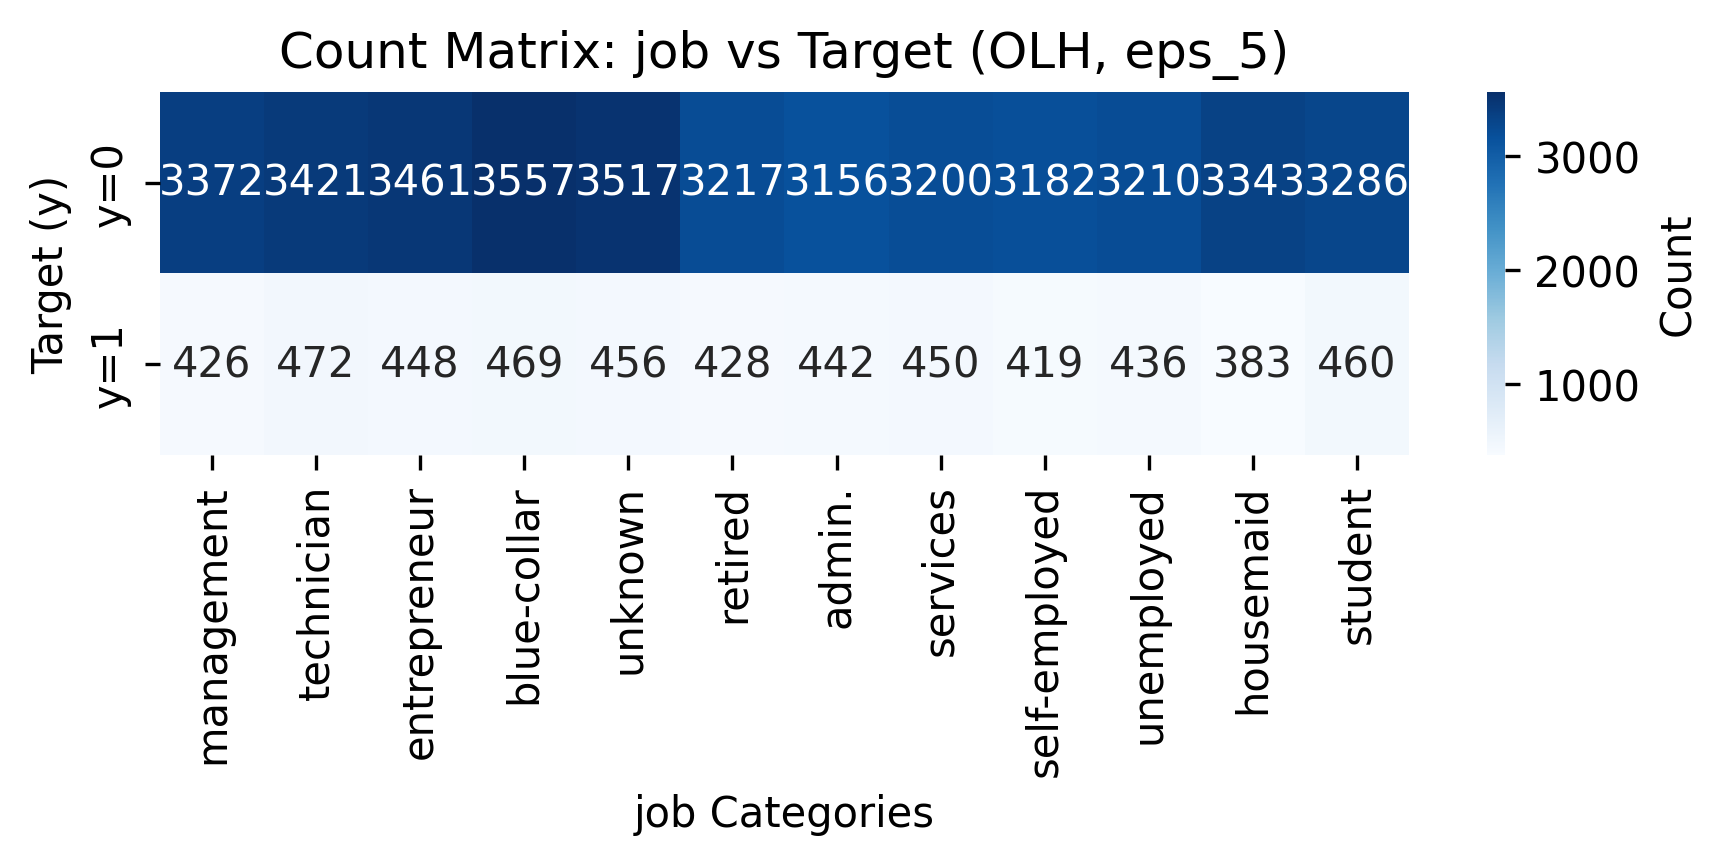 Count Matrix: job vs Target (OLH, eps_5)
Target (y)
y=0
3372 3421 3461 3557 3517 3217 3156 3200 3182 3210 3343 3286
y=1
426 472 448 469 456 428 442 450 419 436 383 460
management technician entrepreneur blue-collar unknown retired admin. services self-employed unemployed housemaid student
job Categories
3000
2000
1000
Count